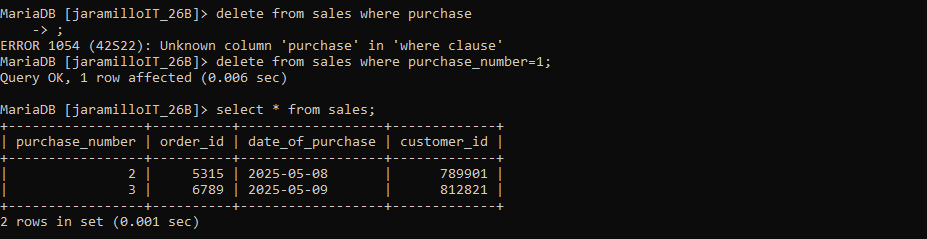 MariaDB [jaramilloIT_26B]> delete from sales where purchase
    -> ;
ERROR 1054 (42S22): Unknown column 'purchase' in 'where clause'
MariaDB [jaramilloIT_26B]> delete from sales where purchase_number=1;
Query OK, 1 row affected (0.006 sec)

MariaDB [jaramilloIT_26B]> select * from sales;
+-----------------+----------+------------------+-------------+
| purchase_number | order_id | date_of_purchase | customer_id |
+-----------------+----------+------------------+-------------+
|               2 |     5315 | 2025-05-08       |      789901 |
|               3 |     6789 | 2025-05-09       |      812821 |
+-----------------+----------+------------------+-------------+
2 rows in set (0.001 sec)